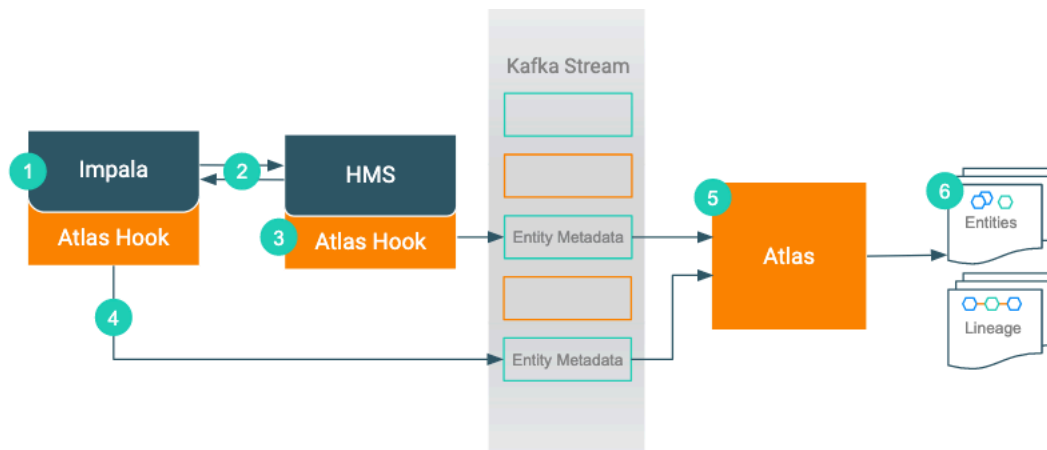 Kafka Stream
1
Impala
2
HMS
Atlas Hook
3
Atlas Hook
Entity Metadata
5
Atlas
6
Entities
4
Entity Metadata
Lineage